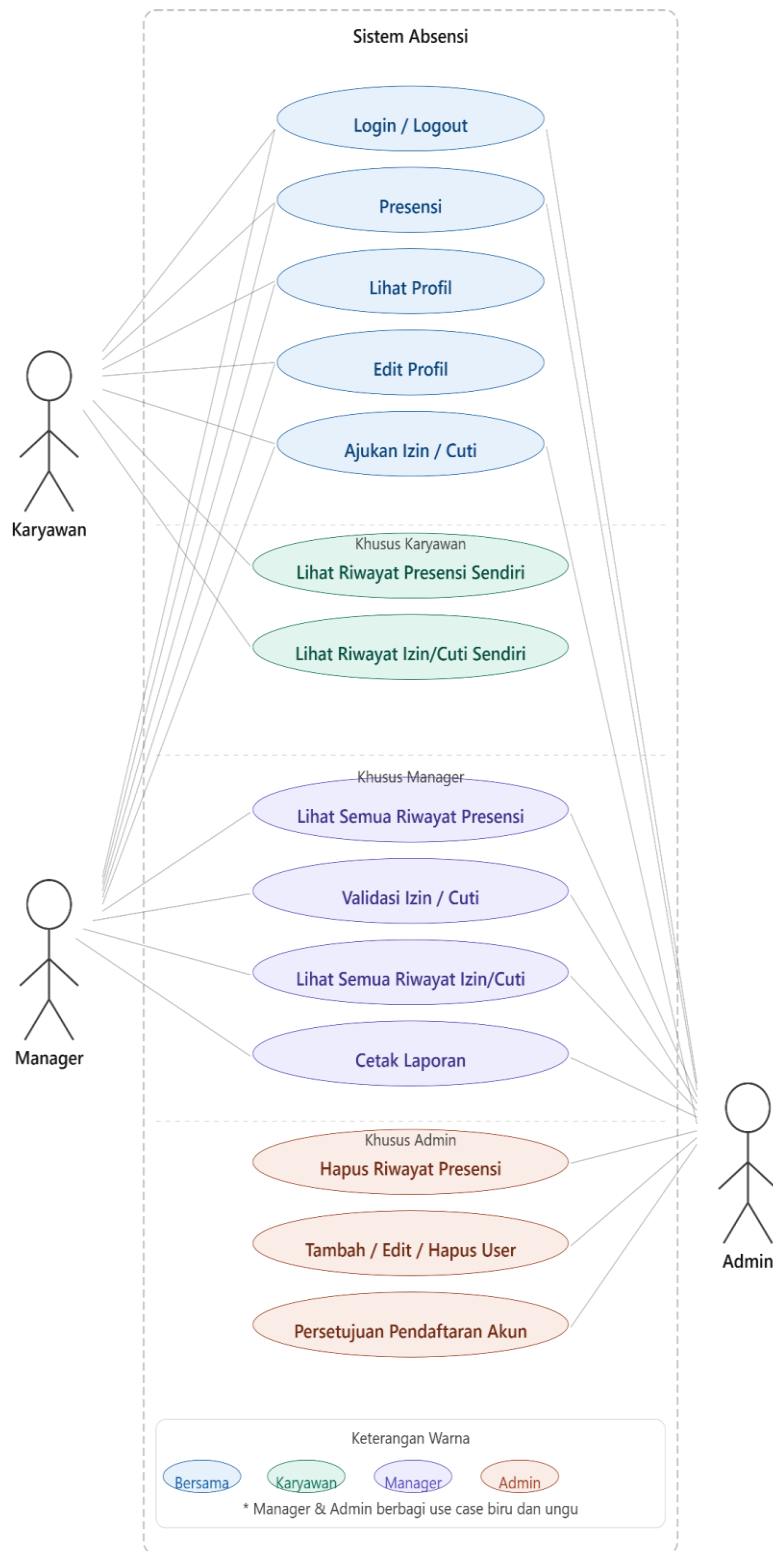 Sistem Absensi
Login / Logout
Presensi
Lihat Profil
Edit Profil
Ajukan Izin / Cuti
Karyawan
Khusus Karyawan
Lihat Riwayat Presensi Sendiri
Lihat Riwayat Izin/Cuti Sendiri
Khusus Manager
Lihat Semua Riwayat Presensi
Validasi Izin / Cuti
Lihat Semua Riwayat Izin/Cuti
Manager
Cetak Laporan
Khusus Admin
Hapus Riwayat Presensi
Tambah / Edit / Hapus User
Admin
Persetujuan Pendaftaran Akun
Keterangan Warna
Bersama Karyawan Manager Admin
* Manager & Admin berbagi use case biru dan ungu